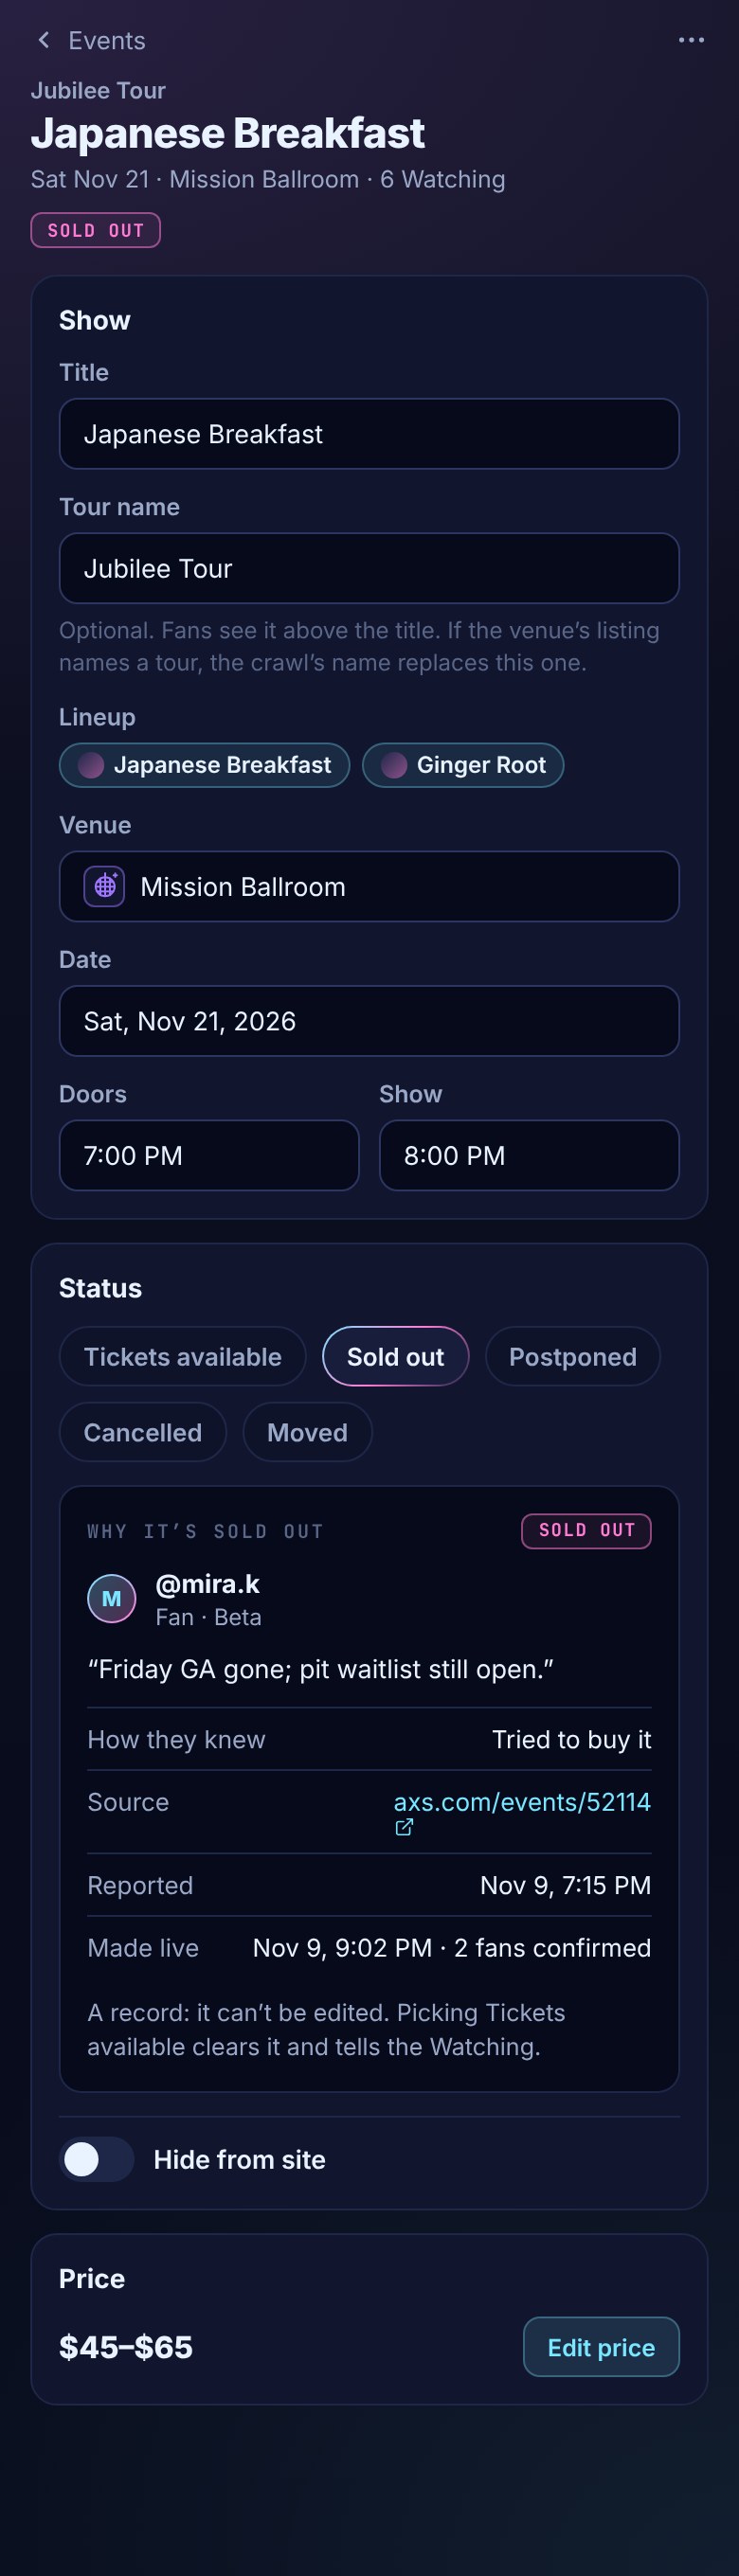 Events
Jubilee Tour
Japanese Breakfast
Sat Nov 21 · Mission Ballroom · 6 Watching
SOLD OUT
Show
Title
Japanese Breakfast
Tour name
Jubilee Tour
Optional. Fans see it above the title. If the venue’s listing
names a tour, the crawl’s name replaces this one.
Lineup
Japanese Breakfast Ginger Root
Venue
Mission Ballroom
Date
Sat, Nov 21, 2026
Doors Show
7:00 PM 8:00 PM
Status
Tickets available Sold out Postponed
Cancelled Moved
WHY IT’S SOLD OUT SOLD OUT
M
@mira.k
Fan · Beta
“Friday GA gone; pit waitlist still open.”
How they knew Tried to buy it
Source axs.com/events/52114
Reported Nov 9, 7:15 PM
Made live Nov 9, 9:02 PM · 2 fans confirmed
A record: it can’t be edited. Picking Tickets
available clears it and tells the Watching.
Hide from site
Price
$45–$65 Edit price